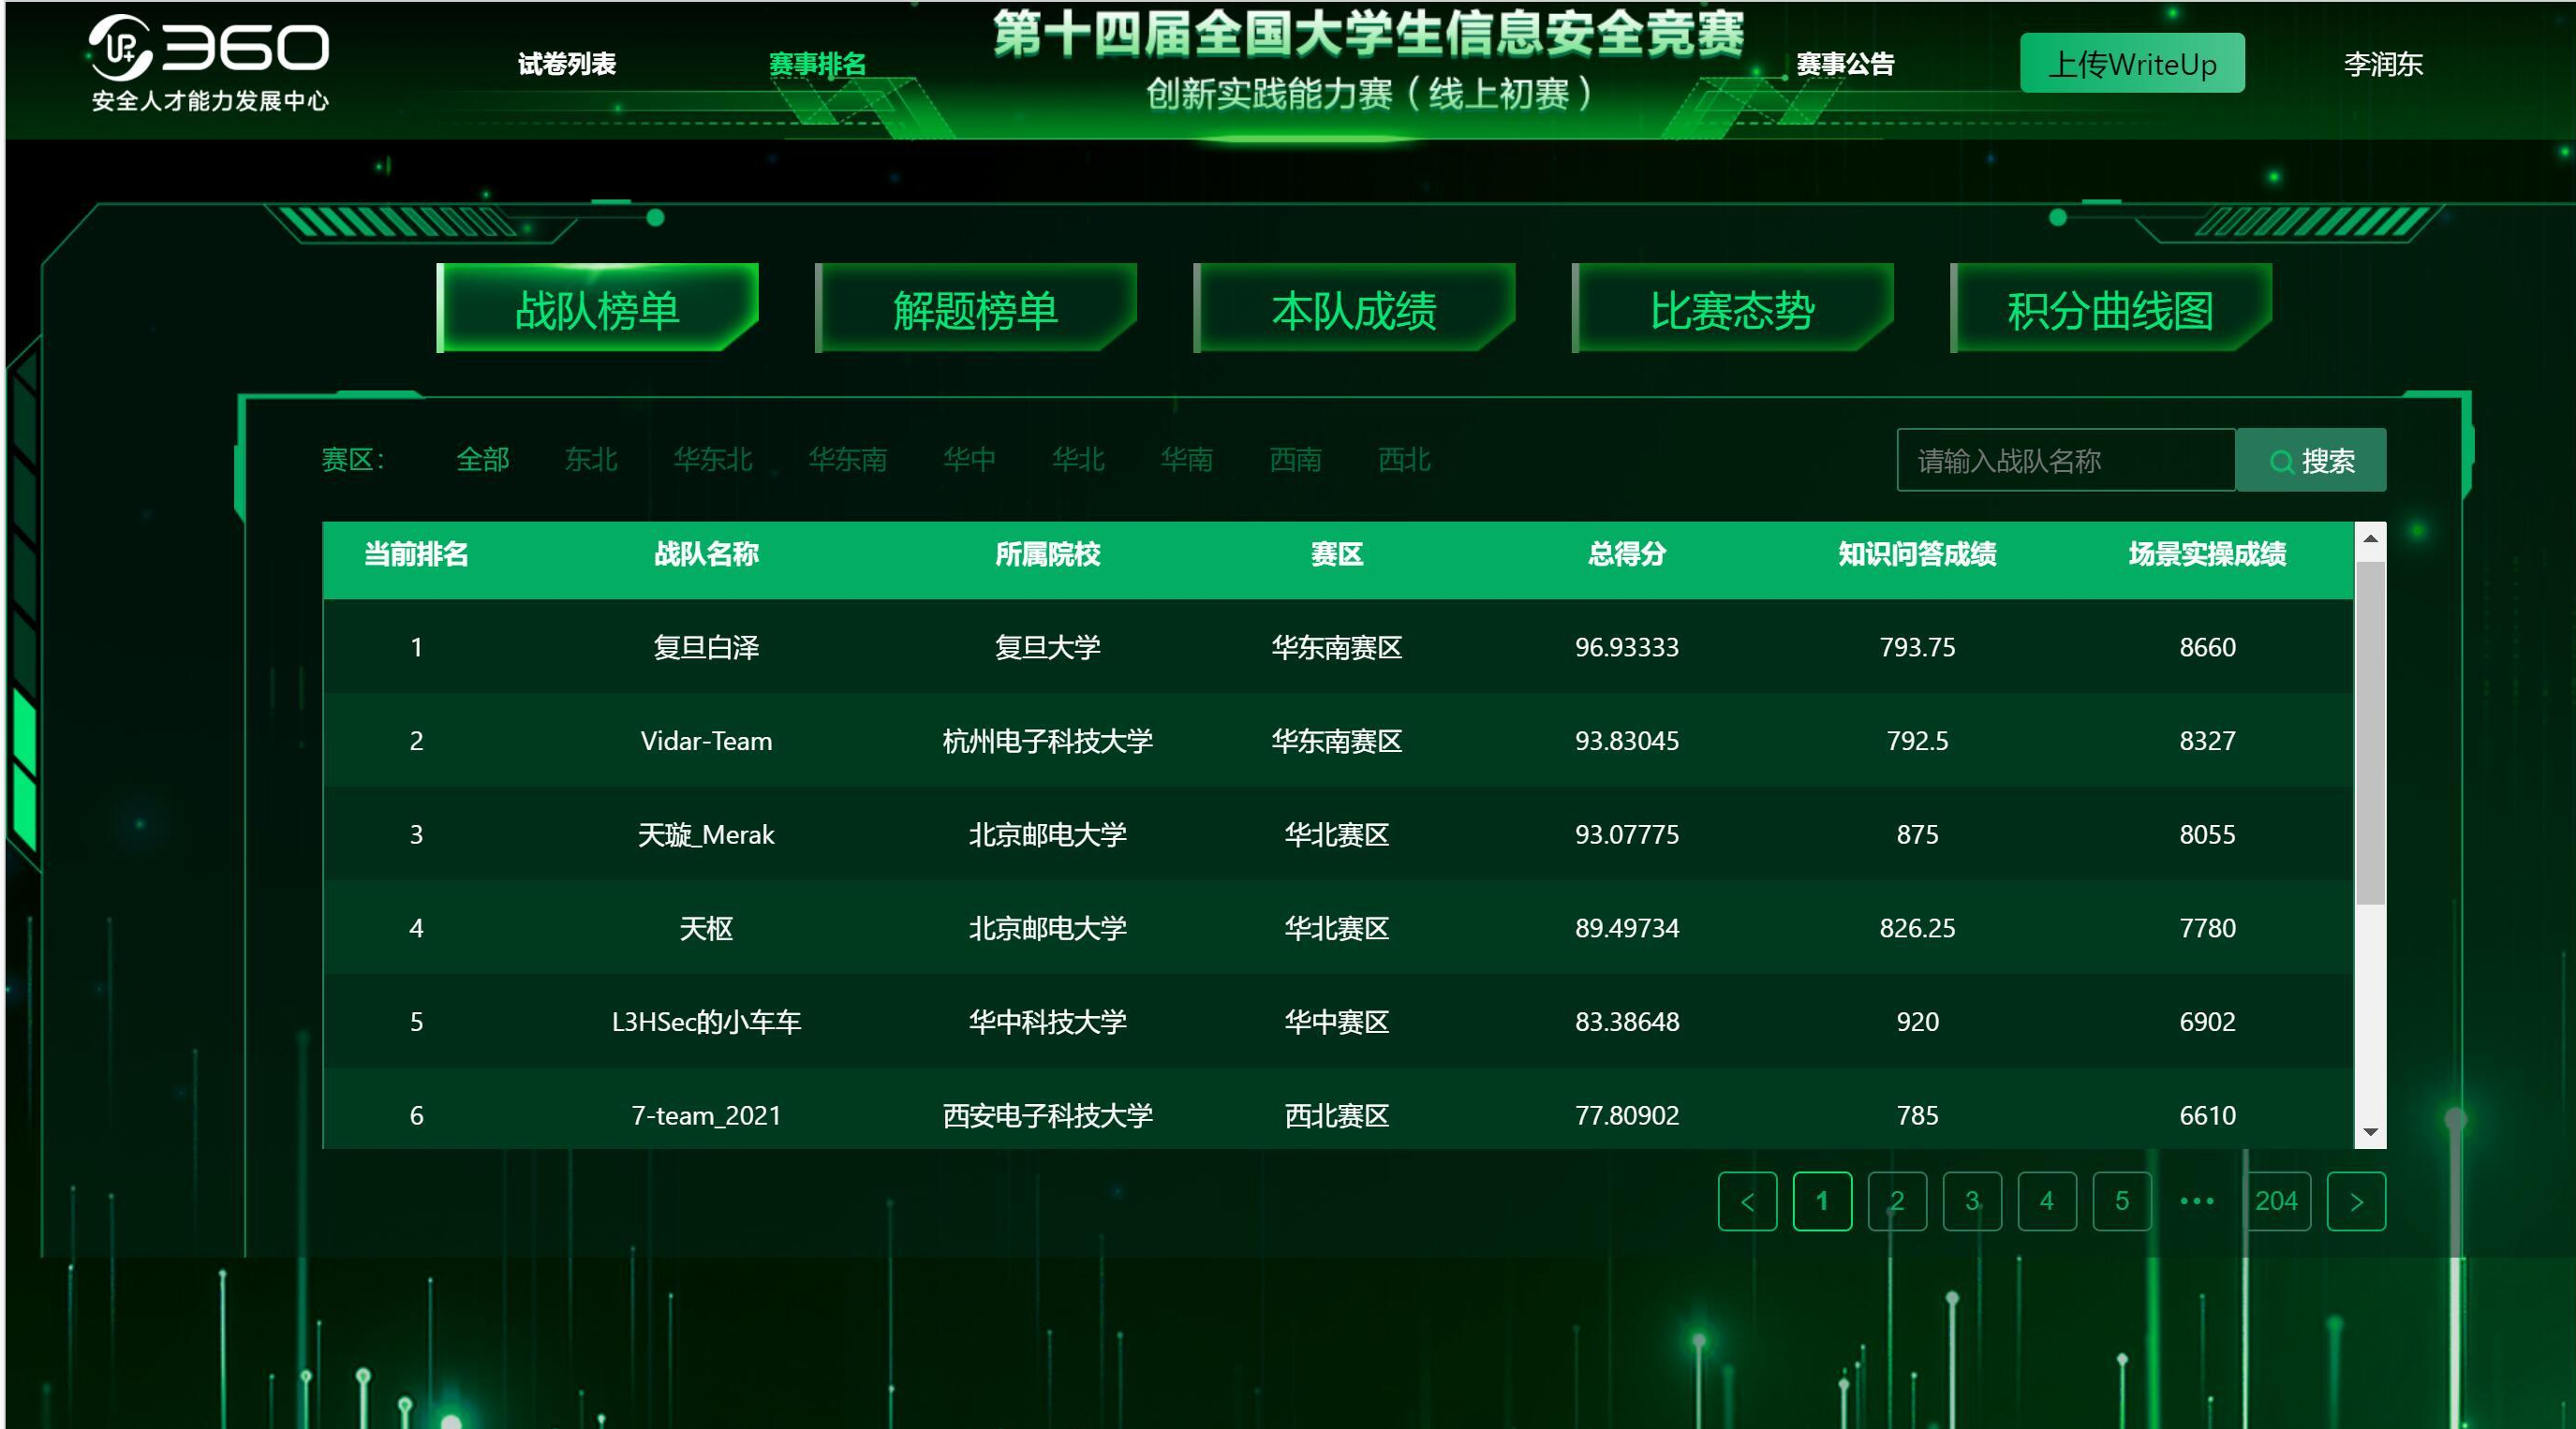 360
安全人才能力发展中心
试卷列表
赛事排名
第十四届全国大学生信息安全竞赛
创新实践能力赛（线上初赛）
赛事公告
上传WriteUp
李润东
战队榜单 解题榜单 本队成绩 比赛态势 积分曲线图
赛区： 全部 东北 华东北 华东南 华中 华北 华南 西南 西北 请输入战队名称 搜索
当前排名 战队名称 所属院校 赛区 总得分 知识问答成绩 场景实操成绩
1 复旦白泽 复旦大学 华东南赛区 96.93333 793.75 8660
2 Vidar-Team 杭州电子科技大学 华东南赛区 93.83045 792.5 8327
3 天璇_Merak 北京邮电大学 华北赛区 93.07775 875 8055
4 天枢 北京邮电大学 华北赛区 89.49734 826.25 7780
5 L3HSec的小车车 华中科技大学 华中赛区 83.38648 920 6902
6 7-team_2021 西安电子科技大学 西北赛区 77.80902 785 6610
< 1 2 3 4 5 ••• 204 >